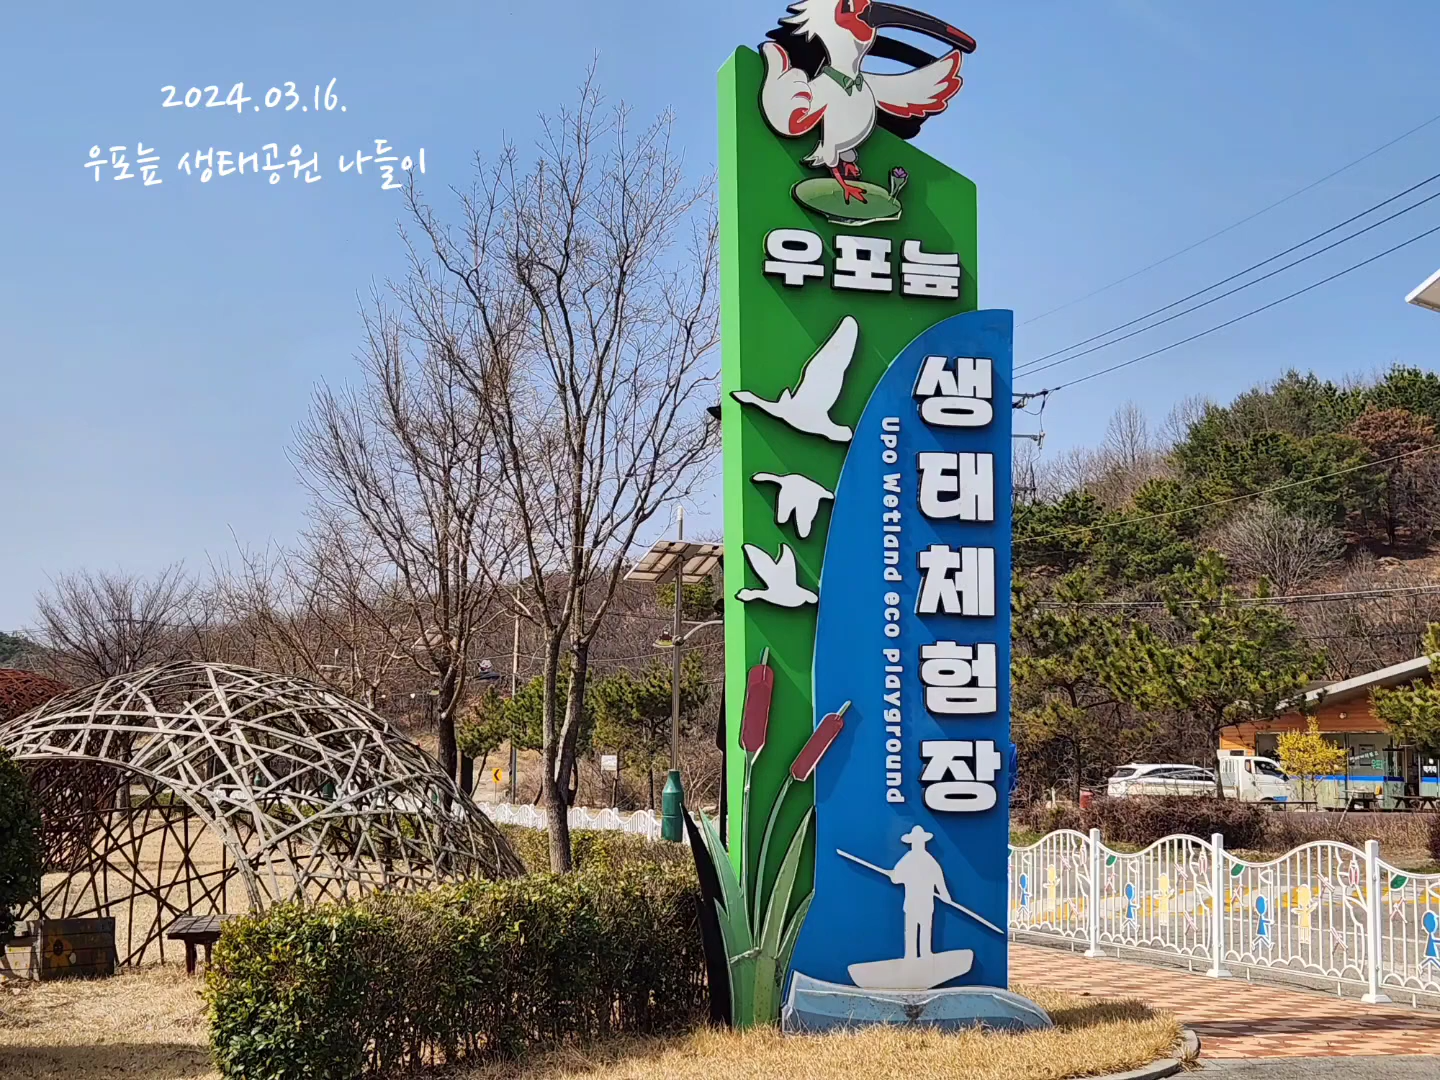 2024.03.16.
우포늪 생태공원 나들이
우포늪
생태체험장
Upo Wetland eco playground